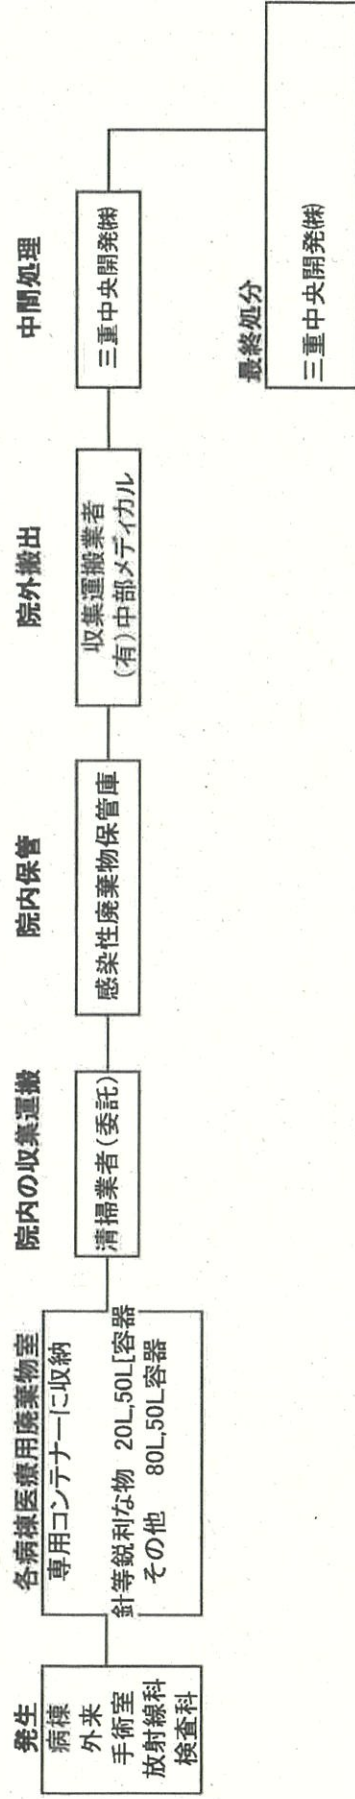 発生
病棟
外来
手術室
放射線科
検査科
各病棟医療用廃棄物室
専用コンテナーに収納
針等鋭利な物 20L,50L[容器
その他 80L,50L容器
院内の収集運搬
清掃業者(委託)
院内保管
感染性廃棄物保管庫
院外搬出
収集運搬業者
(有)中部メディカル
中間処理
三重中央開発㈱
最終処分
三重中央開発㈱